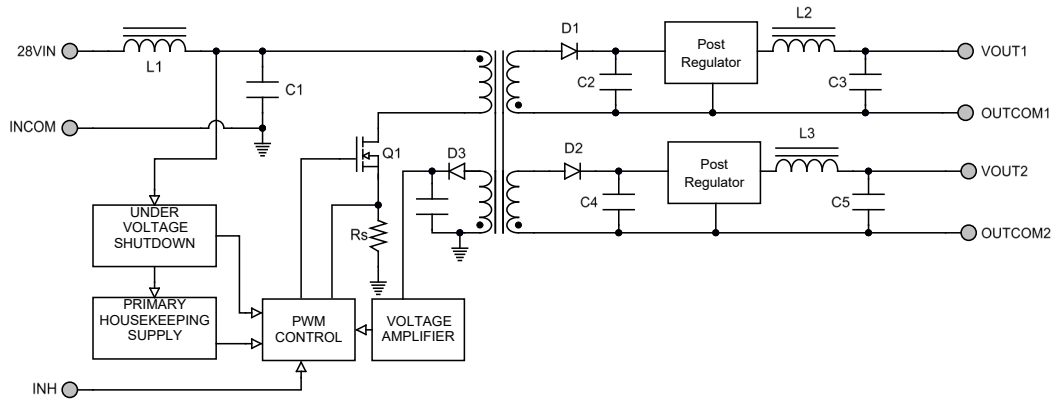 28VIN
L1
C1
INCOM
D1
C2
Post
Regulator
L2
C3
VOUT1
OUTCOM1
Q1
D3
D2
C4
Post
Regulator
L3
C5
VOUT2
OUTCOM2
Rs
UNDER
VOLTAGE
SHUTDOWN
PRIMARY
HOUSEKEEPING
SUPPLY
PWM
CONTROL
VOLTAGE
AMPLIFIER
INH